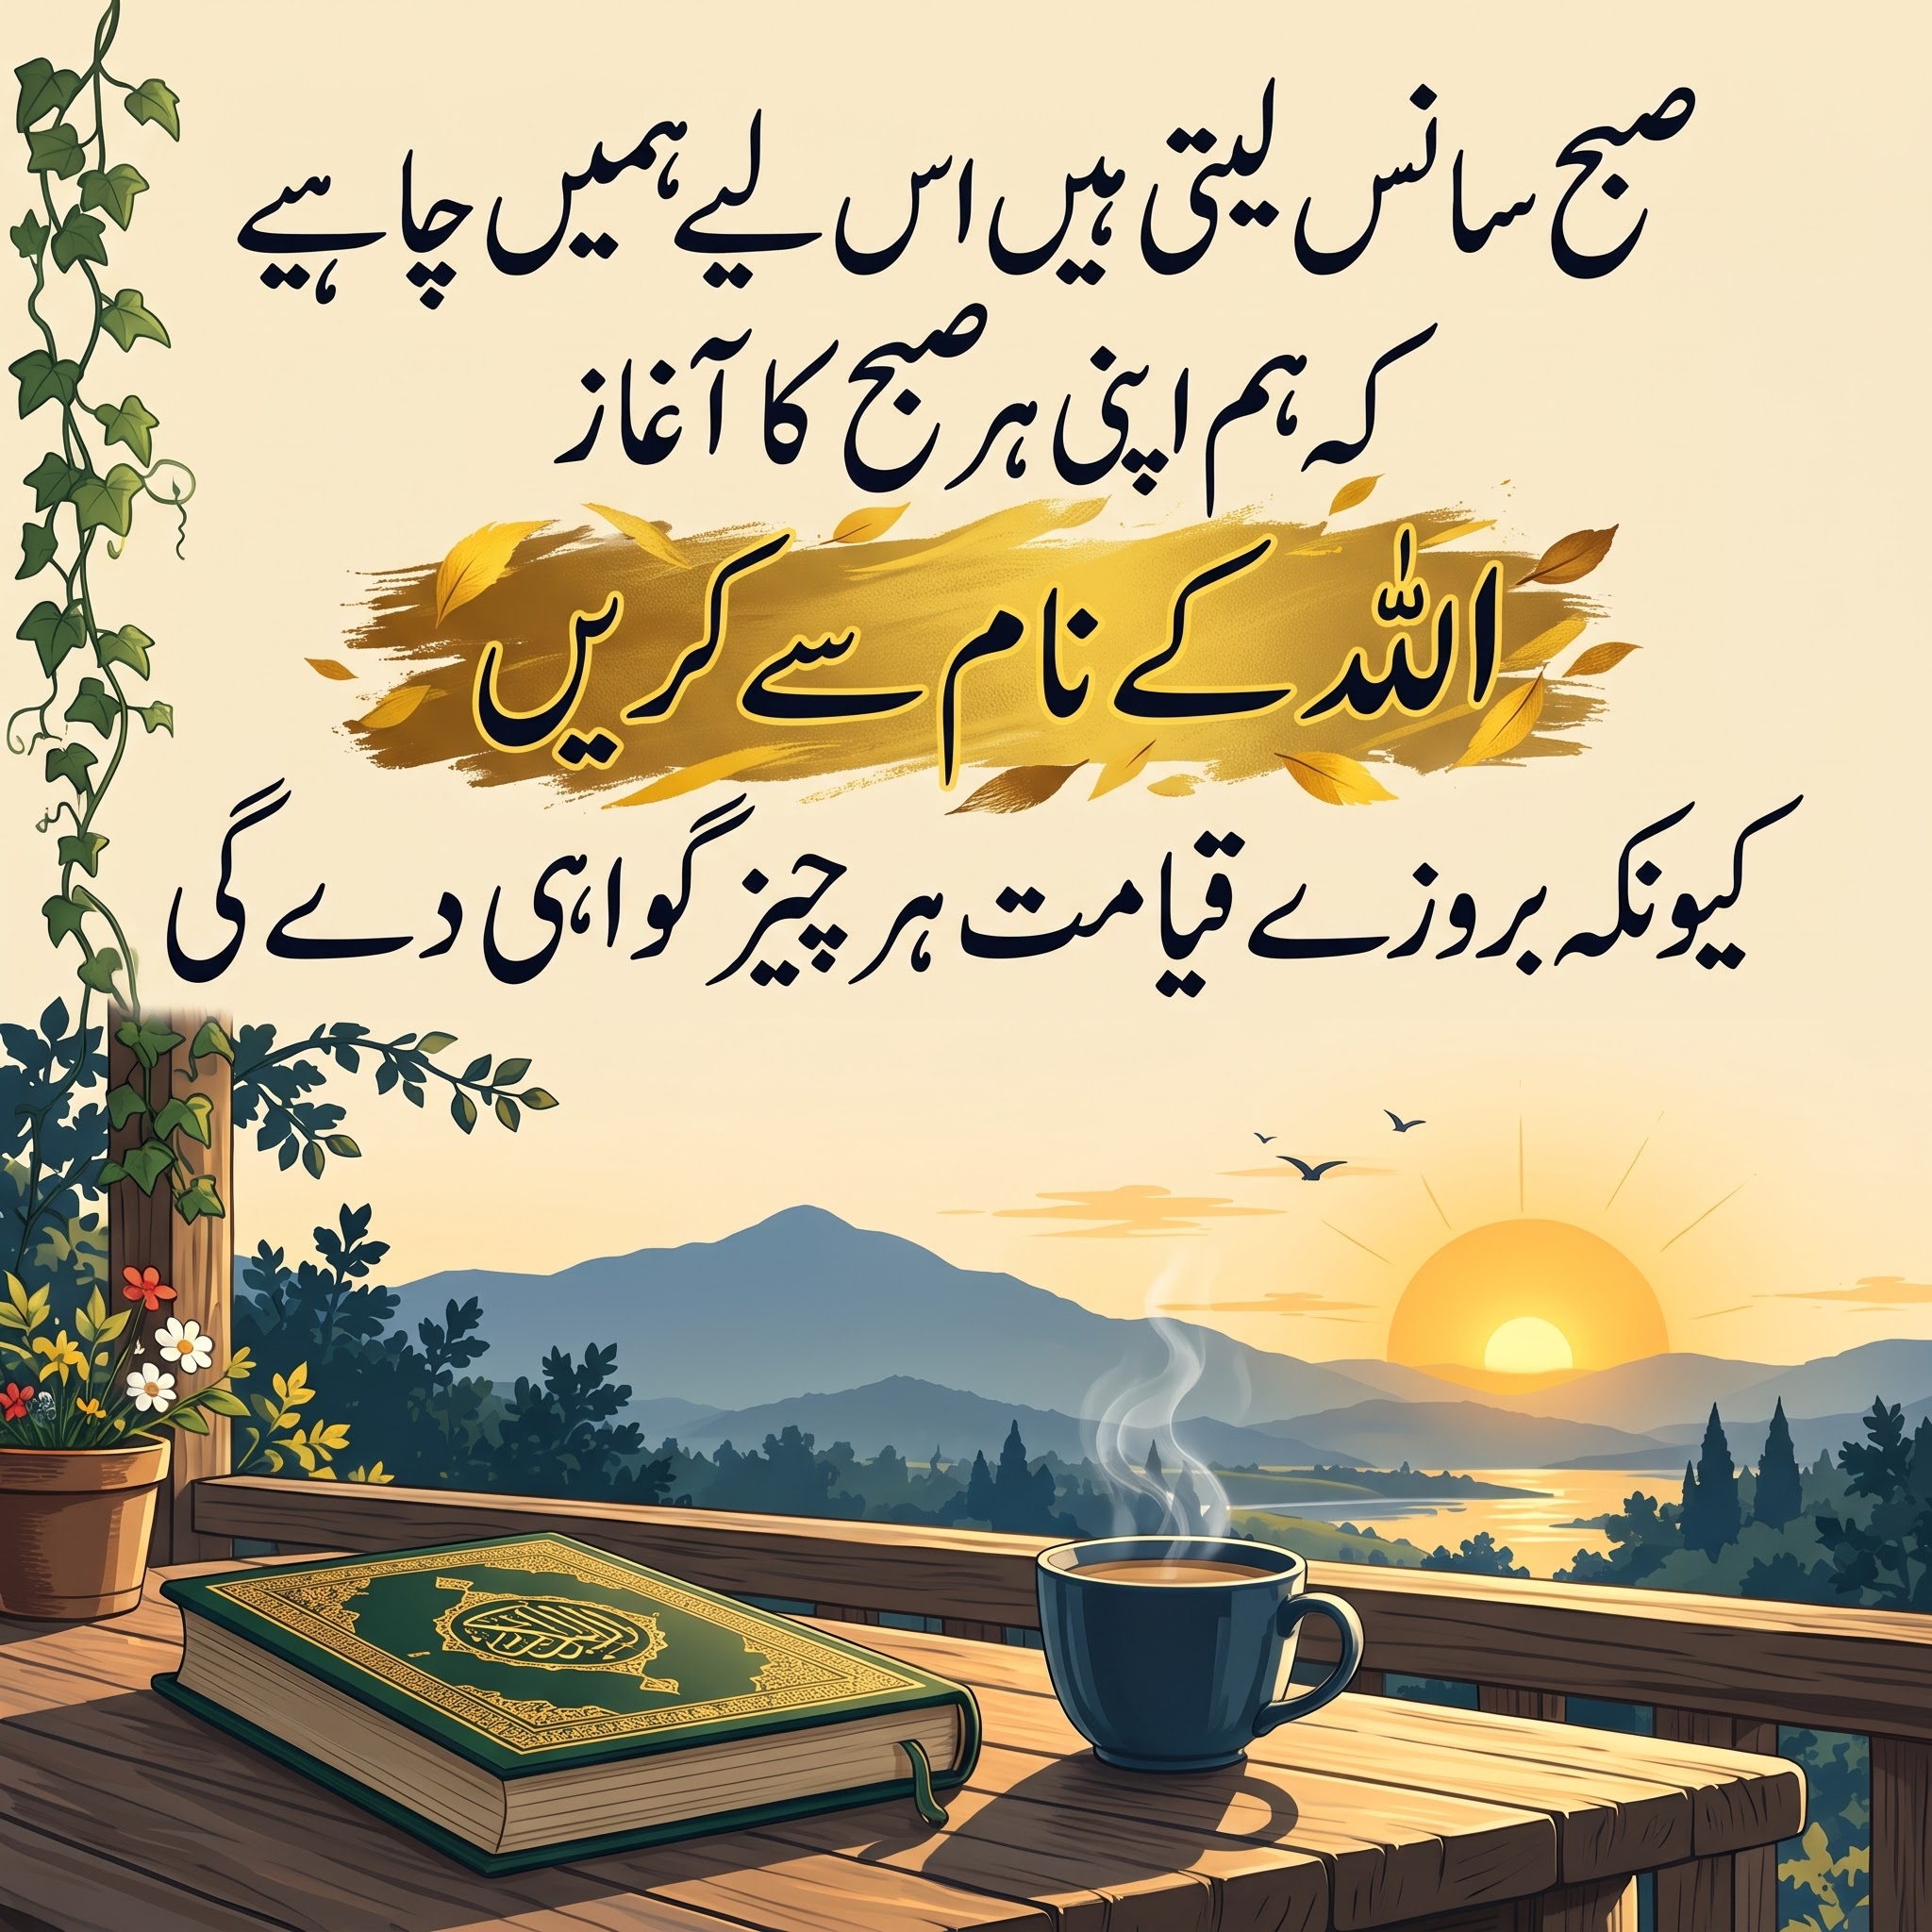 صبح سانس لیتی ہیں اس لیے ہمیں چاہیے
کہ ہم اپنی ہر صبح کا آغاز
اللہ کے نام سے کریں
کیونکہ بروزے قیامت ہر چیز گواہی دے گی